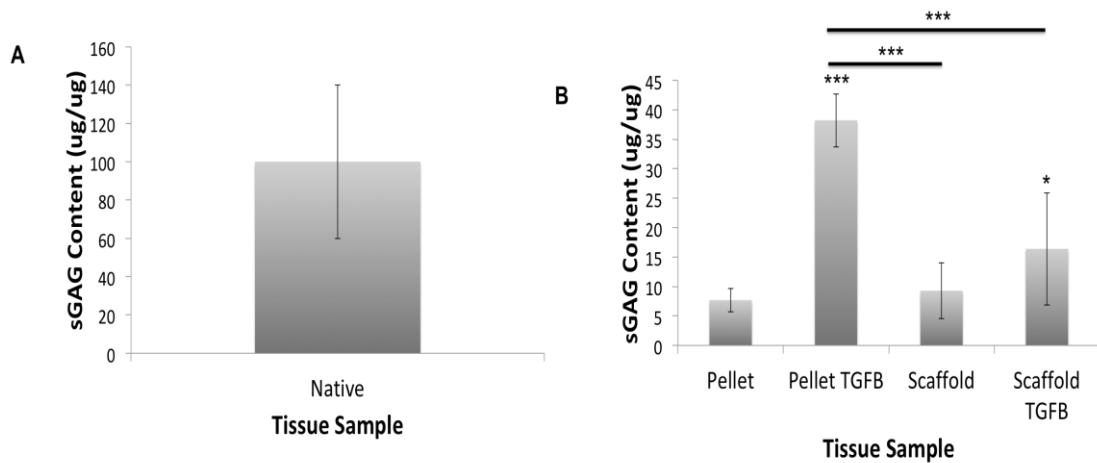 A
sGAG Content (ug/ug)
160
140
120
100
80
60
40
20
0
Native
Tissue Sample
B
***
***
***
*
sGAG Content (ug/ug)
45
40
35
30
25
20
15
10
5
0
Pellet
Pellet TGFB
Scaffold
Scaffold
TGFB
Tissue Sample